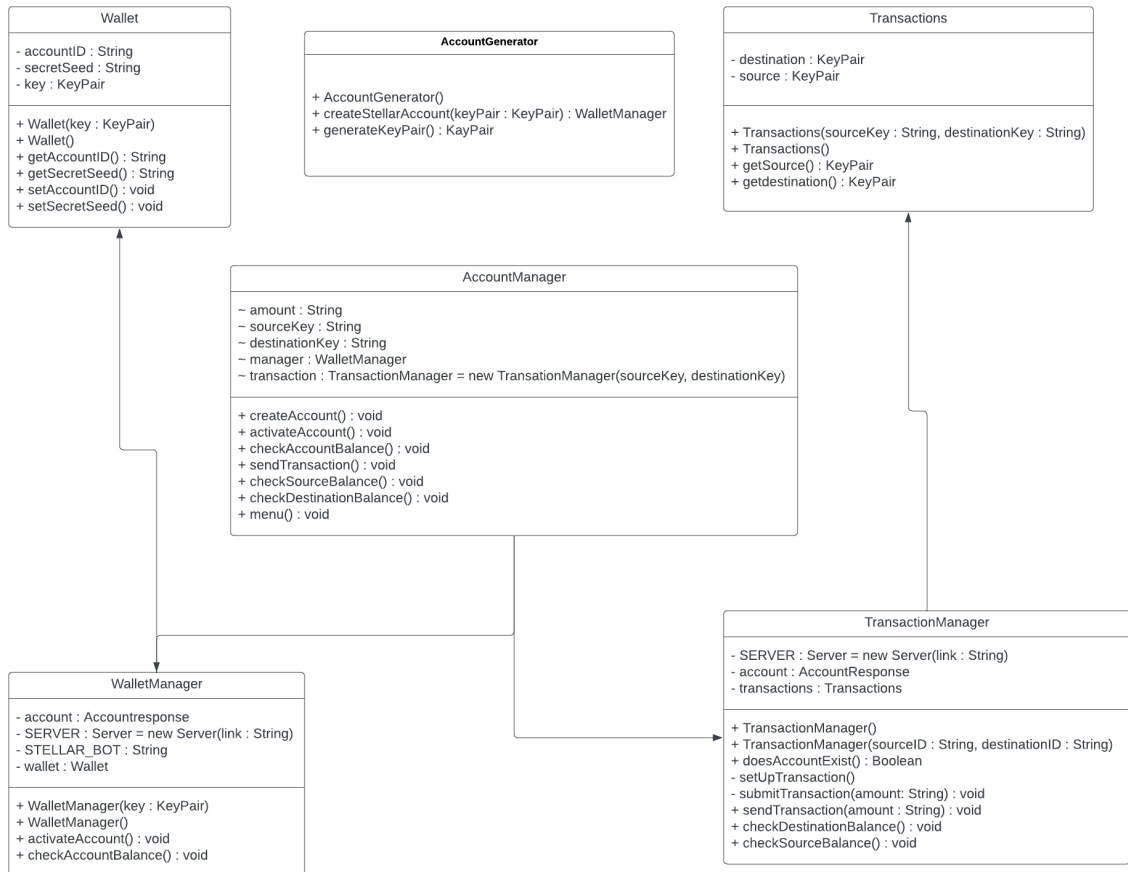 Wallet
- accountID : String
- secretSeed : String
- key : KeyPair
+ Wallet(key : KeyPair)
+ Wallet()
+ getAccountID() : String
+ getSecretSeed() : String
+ setAccountID() : void
+ setSecretSeed() : void
AccountGenerator
+ AccountGenerator()
+ createStellarAccount(keyPair : KeyPair) : WalletManager
+ generateKeyPair() : KayPair
Transactions
- destination : KeyPair
- source : KeyPair
+ Transactions(sourceKey : String, destinationKey : String)
+ Transactions()
+ getSource() : KeyPair
+ getdestination() : KeyPair
AccountManager
~ amount : String
~ sourceKey : String
~ destinationKey : String
~ manager : WalletManager
~ transaction : TransactionManager = new TransationManager(sourceKey, destinationKey)
+ createAccount() : void
+ activateAccount() : void
+ checkAccountBalance() : void
+ sendTransaction() : void
+ checkSourceBalance() : void
+ checkDestinationBalance() : void
+ menu() : void
WalletManager
- account : Accountresponse
- SERVER : Server = new Server(link : String)
- STELLAR_BOT : String
- wallet : Wallet
+ WalletManager(key : KeyPair)
+ WalletManager()
+ activateAccount() : void
+ checkAccountBalance() : void
TransactionManager
- SERVER : Server = new Server(link : String)
- account : AccountResponse
- transactions : Transactions
+ TransactionManager()
+ TransactionManager(sourceID : String, destinationID : String)
+ doesAccountExist() : Boolean
- setUpTransaction()
- submitTransaction(amount: String) : void
+ sendTransaction(amount : String) : void
+ checkDestinationBalance() : void
+ checkSourceBalance() : void